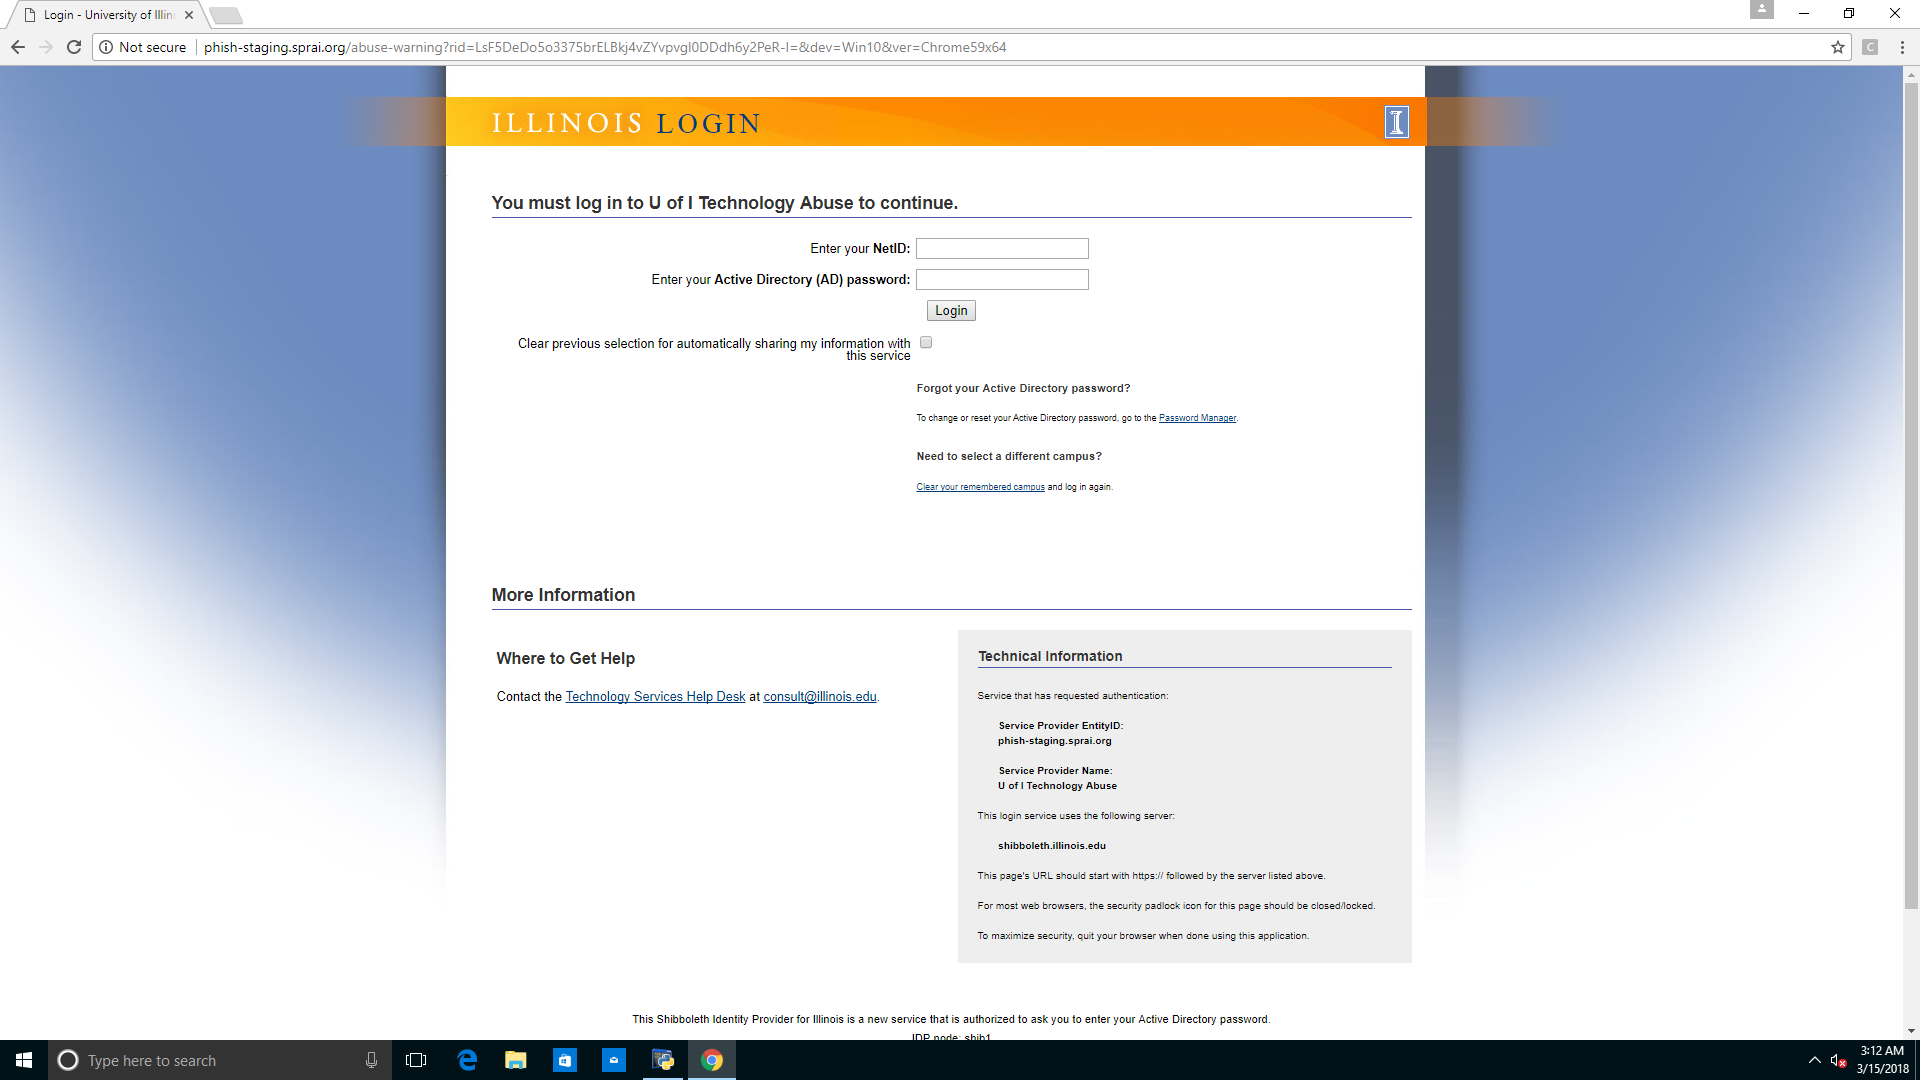 Login - University of Illin
Not secure
phish-staging.sprai.org/abuse-warning?rid=LsF5DeDo5o3375brELBkj4vZYvpvgI0DDdh6y2PeR-I=&dev=Win10&ver=Chrome59x64
C
ILLINOIS LOGIN
I
You must log in to U of I Technology Abuse to continue.
Enter your NetID:
Enter your Active Directory (AD) password:
Login
Clear previous selection for automatically sharing my information with
this service
Forgot your Active Directory password?
To change or reset your Active Directory password, go to the Password Manager.
Need to select a different campus?
Clear your remembered campus and log in again.
More Information
Where to Get Help
Contact the Technology Services Help Desk at consult@illinois.edu.
Technical Information
Service that has requested authentication:
Service Provider EntityID:
phish-staging.sprai.org
Service Provider Name:
U of I Technology Abuse
This login service uses the following server:
shibboleth.illinois.edu
This page's URL should start with https:// followed by the server listed above.
For most web browsers, the security padlock icon for this page should be closed/locked.
To maximize security, quit your browser when done using this application.
This Shibboleth Identity Provider for Illinois is a new service that is authorized to ask you to enter your Active Directory password.
IDP node: shib1
Type here to search
3:12 AM
3/15/2018